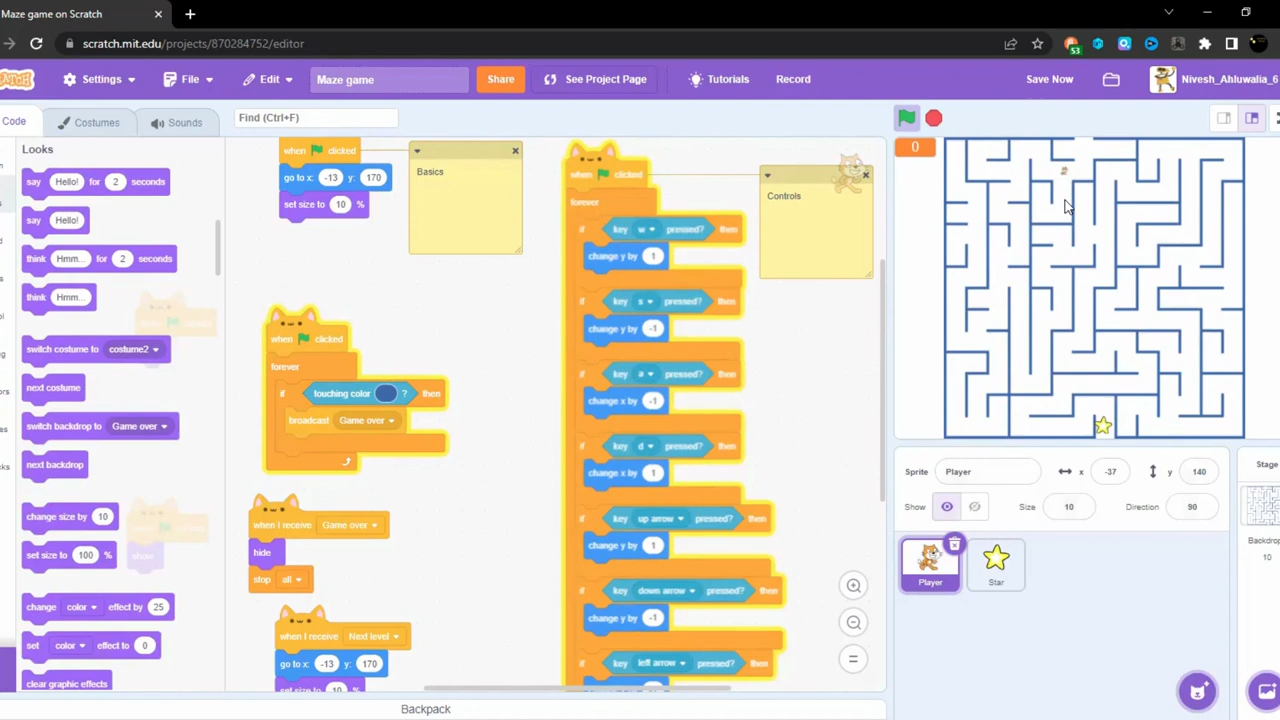 Maze game on Scratch
scratch.mit.edu/projects/870284752/editor
53
Settings
File
Edit
Maze game
Share
See Project Page
Tutorials
Record
Save Now
Nivesh_Ahluwalia_6
Code
Costumes
Sounds
Find (Ctrl+F)
Looks
say Hello! for 2 seconds
say Hello!
think Hmm... for 2 seconds
think Hmm...
switch costume to costume2
next costume
switch backdrop to Game over
next backdrop
change size by 10
set size to 100 %
show
change color effect by 25
set color effect to 0
clear graphic effects
when clicked
go to x: -13 y: 170
set size to 10 %
Basics
when clicked
forever
if touching color ? then
broadcast Game over
when I receive Game over
hide
stop all
when I receive Next level
go to x: -13 y: 170
set size to 10 %
when clicked
forever
if key w pressed? then
change y by 1
if key s pressed? then
change y by -1
if key a pressed? then
change x by -1
if key d pressed? then
change x by 1
if key up arrow pressed? then
change y by 1
if key down arrow pressed? then
change y by -1
if key left arrow pressed? then
Controls
0
Sprite Player x -37 y 140
Show Size 10 Direction 90
Player
Star
Stage
Backdrop
10
Backpack